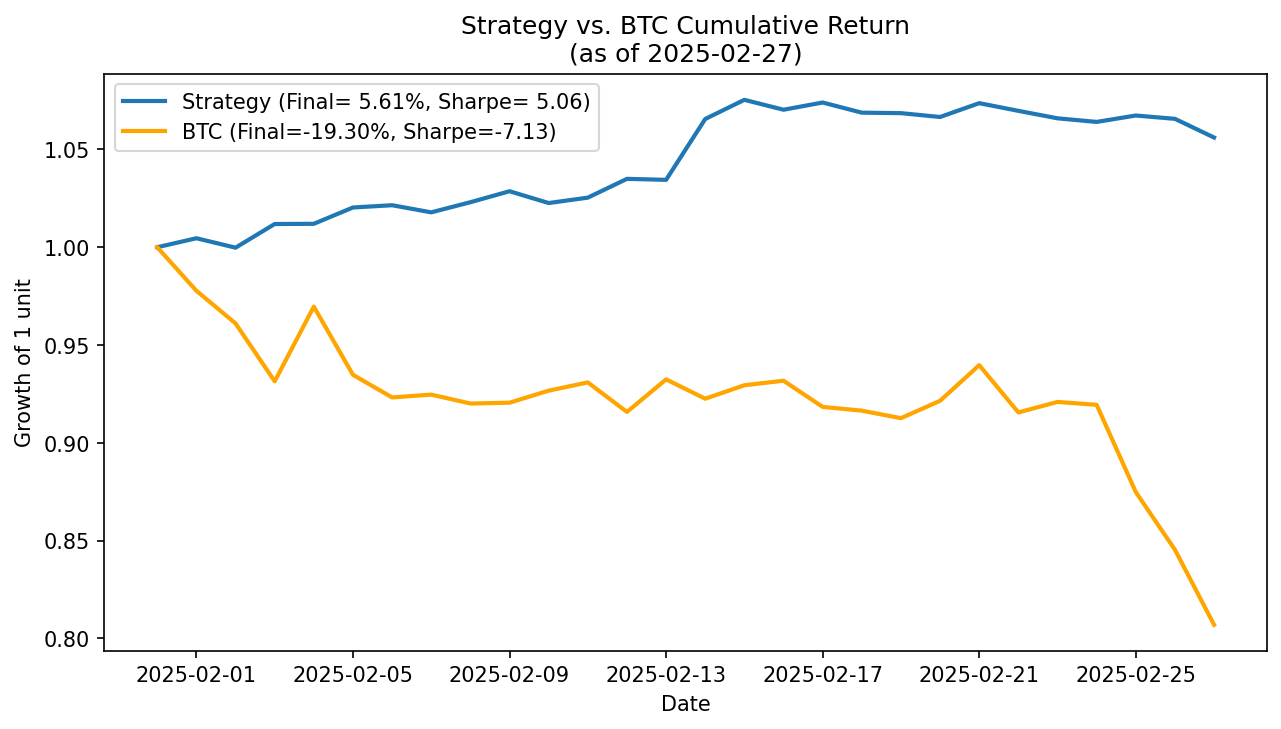 Strategy vs. BTC Cumulative Return
(as of 2025-02-27)
Strategy (Final= 5.61%, Sharpe= 5.06)
BTC (Final=-19.30%, Sharpe=-7.13)
Growth of 1 unit
1.05
1.00
0.95
0.90
0.85
0.80
2025-02-01 2025-02-05 2025-02-09 2025-02-13 2025-02-17 2025-02-21 2025-02-25
Date